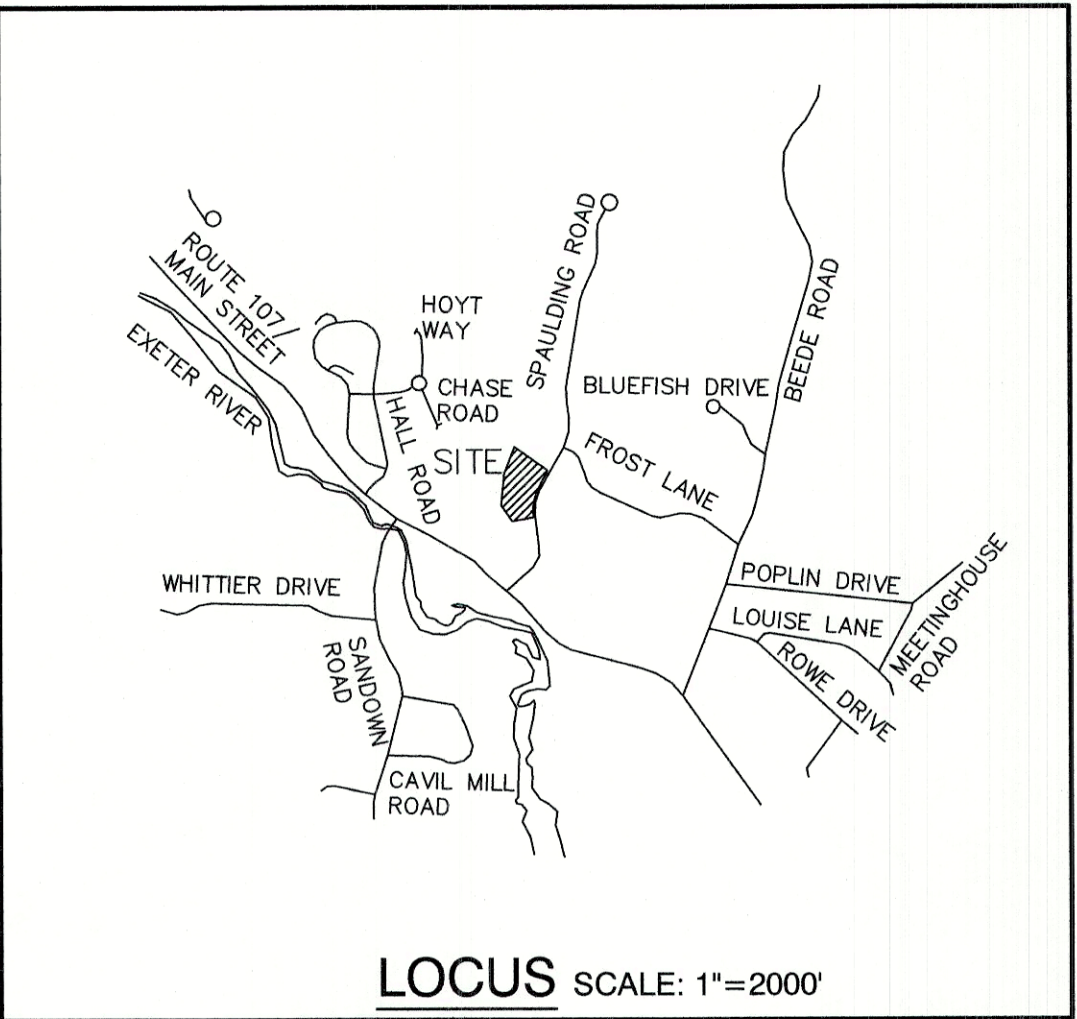 ROUTE 107/
MAIN STREET
EXETER RIVER
HOYT
WAY
CHASE
ROAD
HALL ROAD
SPAULDING ROAD
BLUEFISH DRIVE
BEEDE ROAD
SITE
FROST LANE
WHITTIER DRIVE
SANDOWN
ROAD
POPLIN DRIVE
LOUISE LANE
MEETINGHOUSE
ROAD
ROWE DRIVE
CAVIL MILL
ROAD
LOCUS SCALE: 1"=2000'